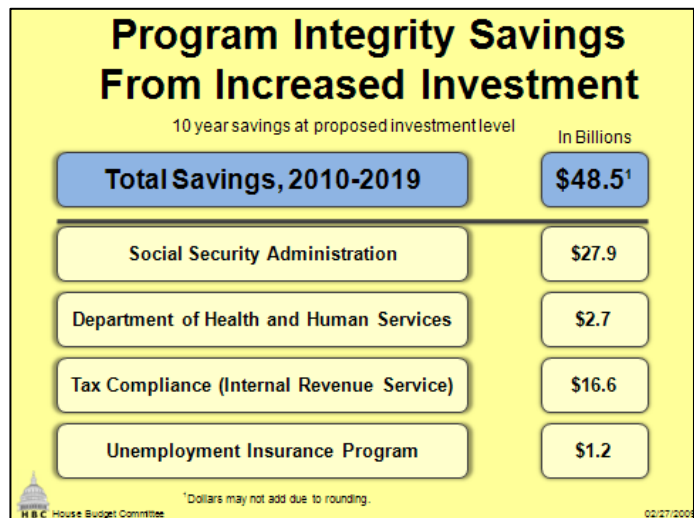 Program Integrity Savings
From Increased Investment
10 year savings at proposed investment level
In Billions
Total Savings, 2010-2019 $48.5¹
Social Security Administration $27.9
Department of Health and Human Services $2.7
Tax Compliance (Internal Revenue Service) $16.6
Unemployment Insurance Program $1.2
¹Dollars may not add due to rounding.
HBC House Budget Committee 02/27/2009